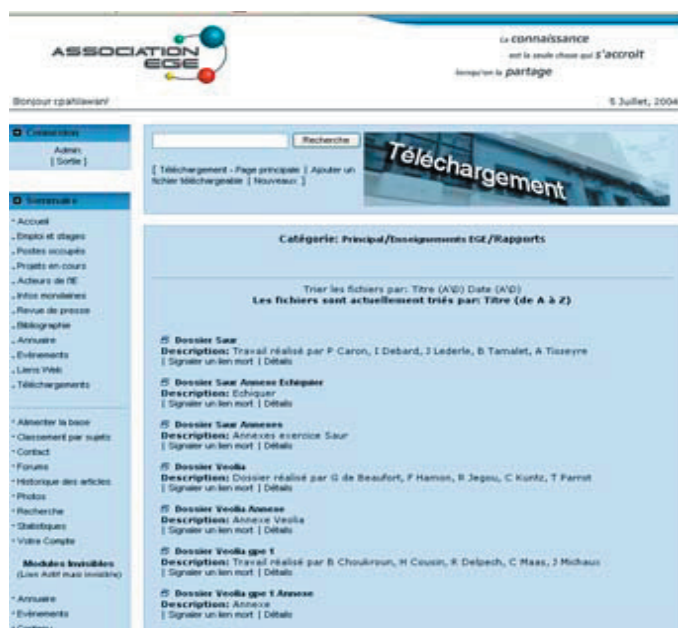 ASSOCIATION
EGE
La connaissance
est la seule chose qui s'accroit
lorsqu'on la partage
Bonjour cpahlawan!
5 Juillet, 2004
Connexion
Admin:
[ Sortie ]
Sommaire
Accueil
Emploi et stages
Postes occupés
Projets en cours
Acteurs de l'IE
Infos mondaines
Revue de presse
Bibliographie
Annuaire
Evénements
Liens Web
Téléchargements
Alimenter la base
Classement par sujets
Contact
Forums
Historique des articles
Photos
Recherche
Statistiques
Votre Compte
Modules Invisibles
(Lien Actif mais invisible)
Annuaire
Evénements
Recherche
[ Téléchargement - Page principale | Ajouter un
fichier téléchargeable | Nouveaux ]
Téléchargement
Catégorie: Principal/Enseignements EGE/Rapports
Trier les fichiers par: Titre (A\D) Date (A\D)
Les fichiers sont actuellement triés par: Titre (de A à Z)
Dossier Saur
Description: Travail réalisé par P Caron, I Debard, J Lederle, B Tamalet, A Tisseyre
| Signaler un lien mort | Détails
Dossier Saur Annexe Echiquier
Description: Echiquer
| Signaler un lien mort | Détails
Dossier Saur Annexes
Description: Annexes exercice Saur
| Signaler un lien mort | Détails
Dossier Veolia
Description: Dossier réalisé par G de Beaufort, F Hamon, R Jegou, C Kuntz, T Parrot
| Signaler un lien mort | Détails
Dossier Veolia Annexe
Description: Annexe Veolia
| Signaler un lien mort | Détails
Dossier Veolia gpe 1
Description: Travail réalisé par B Choukroun, H Cousin, K Delpech, C Maas, J Michaux
| Signaler un lien mort | Détails
Dossier Veolia gpe 1 Annexe
Description: Annexe
| Signaler un lien mort | Détails